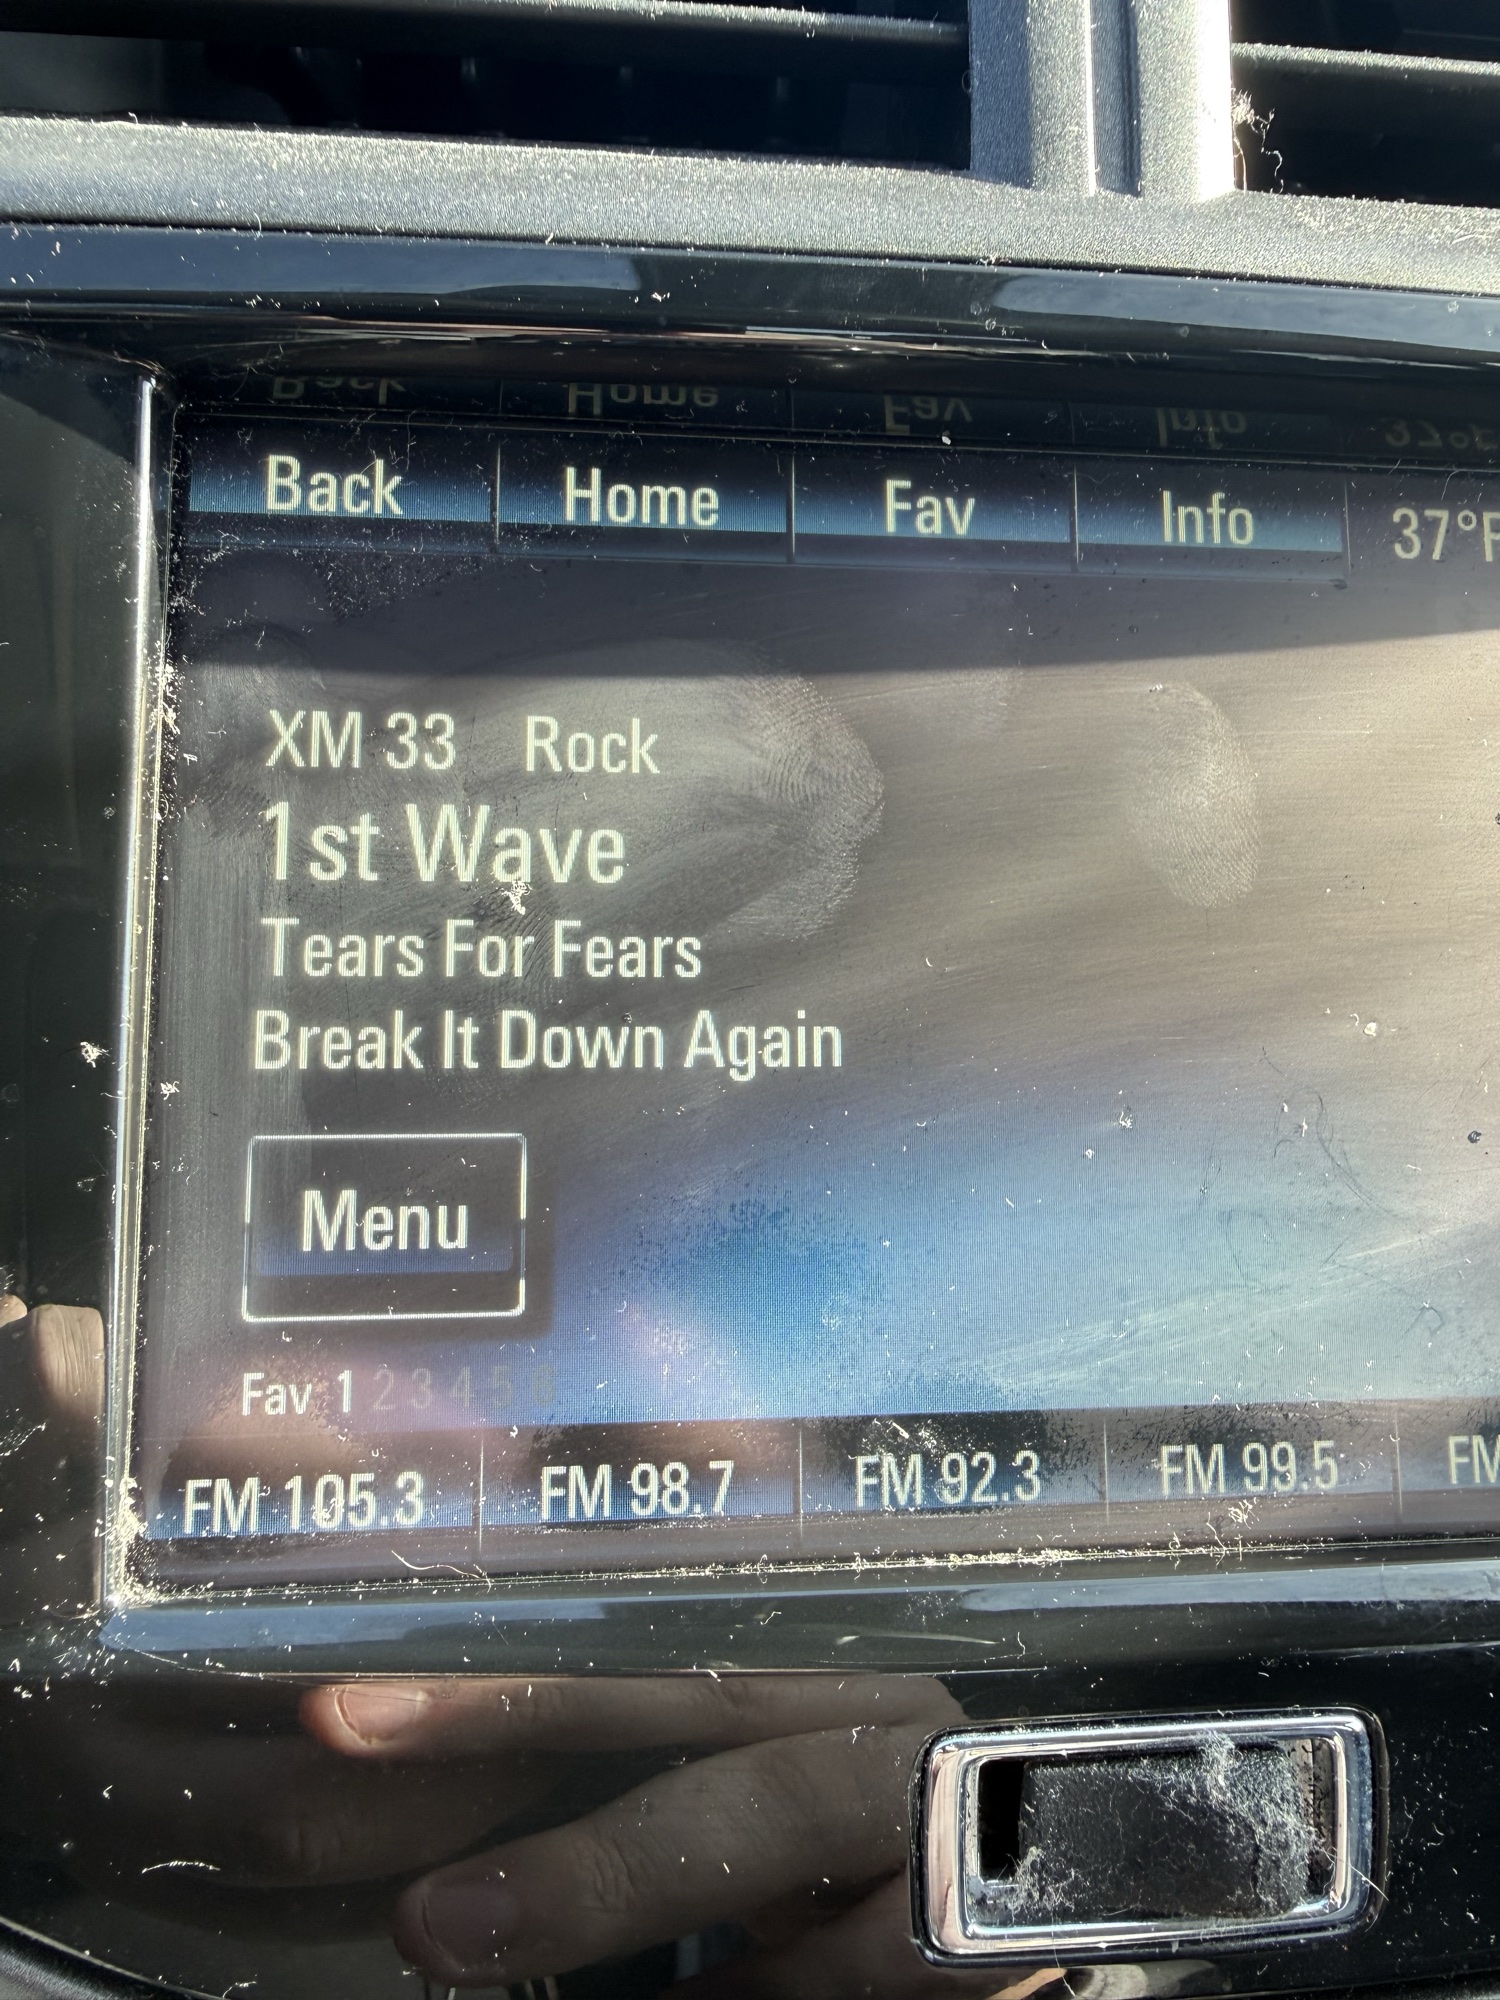 Back Home Fav Info 37°F
XM 33 Rock
1st Wave
Tears For Fears
Break It Down Again
Menu
Fav 1 2 3 4 5 6
FM 105.3 FM 98.7 FM 92.3 FM 99.5 FM